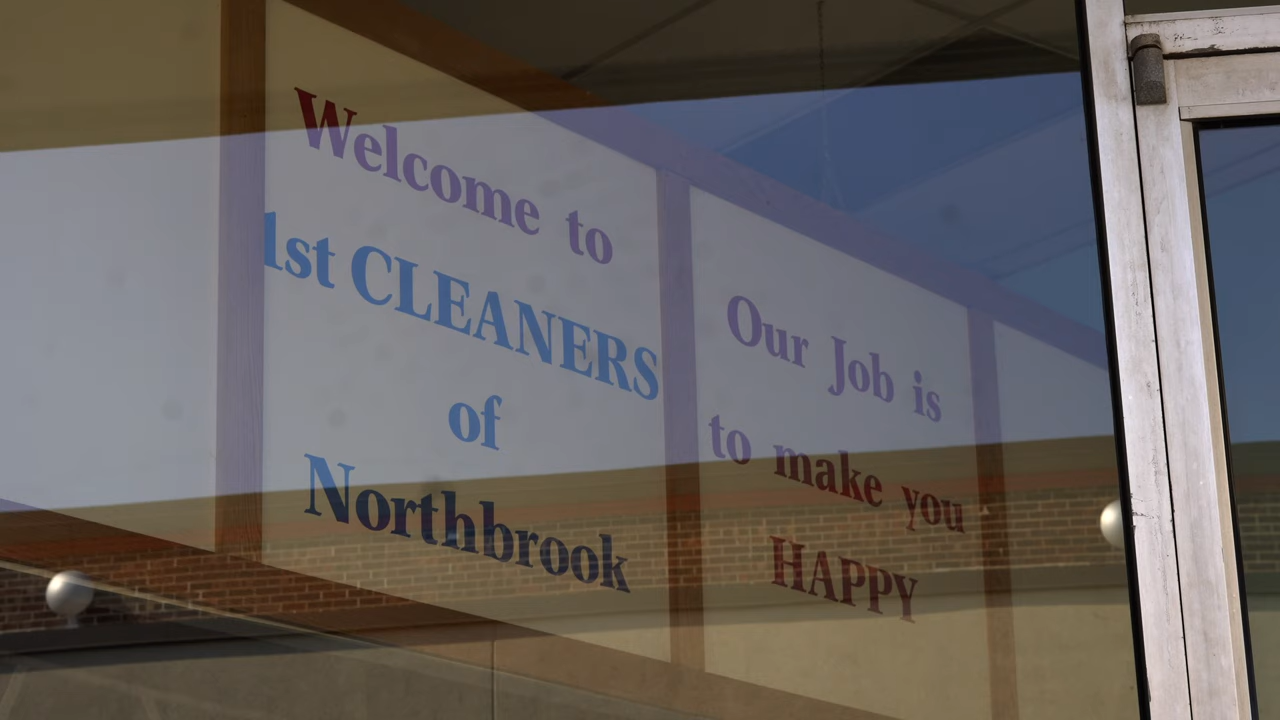 Welcome to
1st CLEANERS
of
Northbrook
Our Job is
to make you
HAPPY